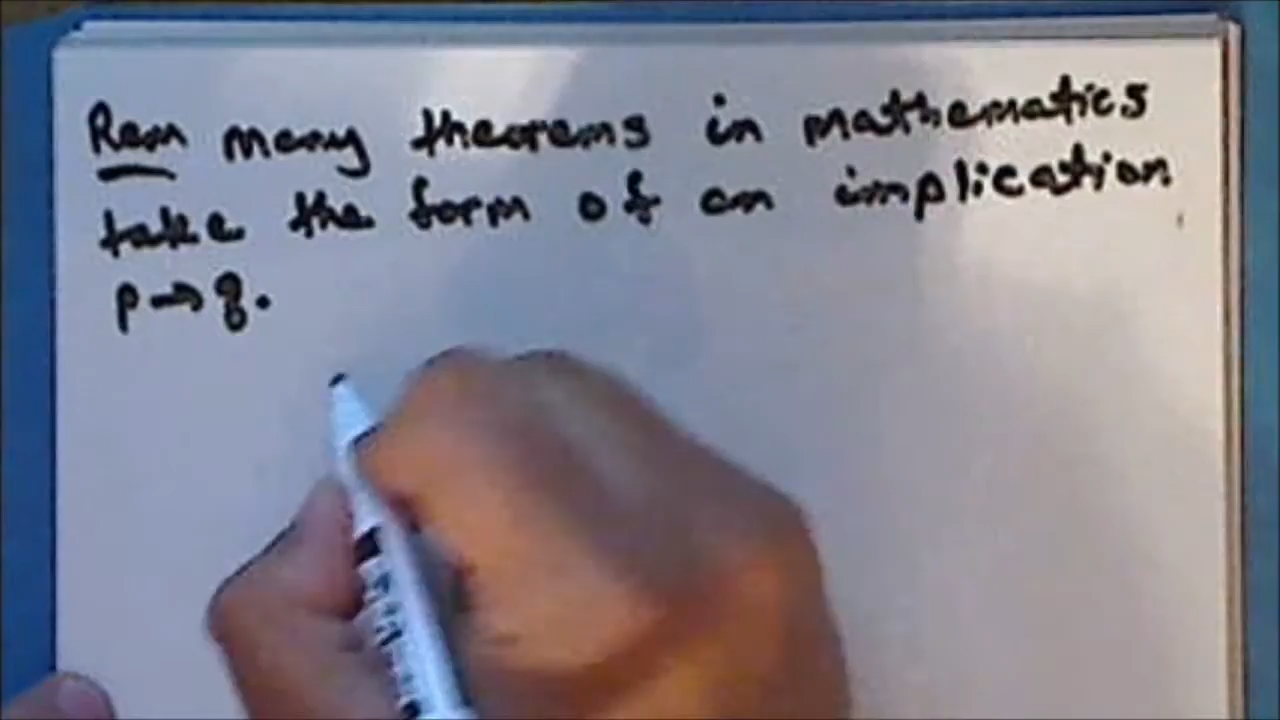 Rem many theorems in mathematics
take the form of an implication
p → q.